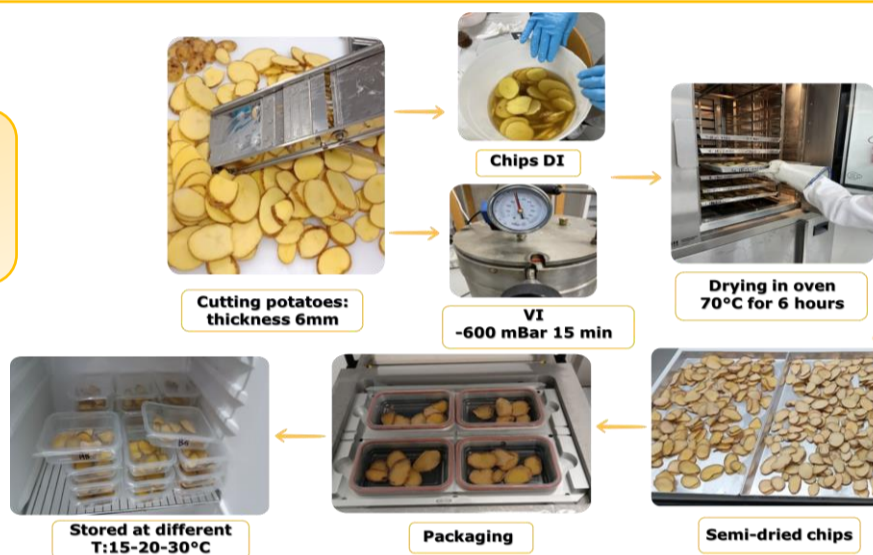 Chips DI
Cutting potatoes:
thickness 6mm
VI
-600 mBar 15 min
Drying in oven
70°C for 6 hours
Stored at different
T:15-20-30°C
Packaging
Semi-dried chips